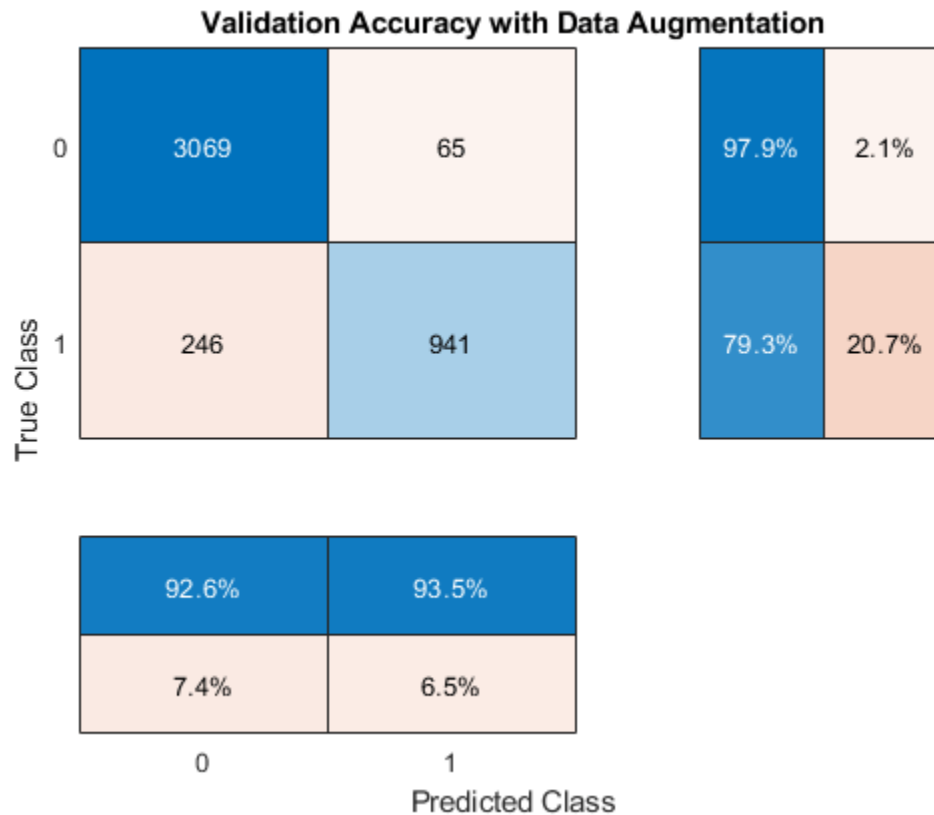 Validation Accuracy with Data Augmentation
0 3069 65 97.9% 2.1%
1 246 941 79.3% 20.7%
True Class
92.6% 93.5%
7.4% 6.5%
0 1
Predicted Class